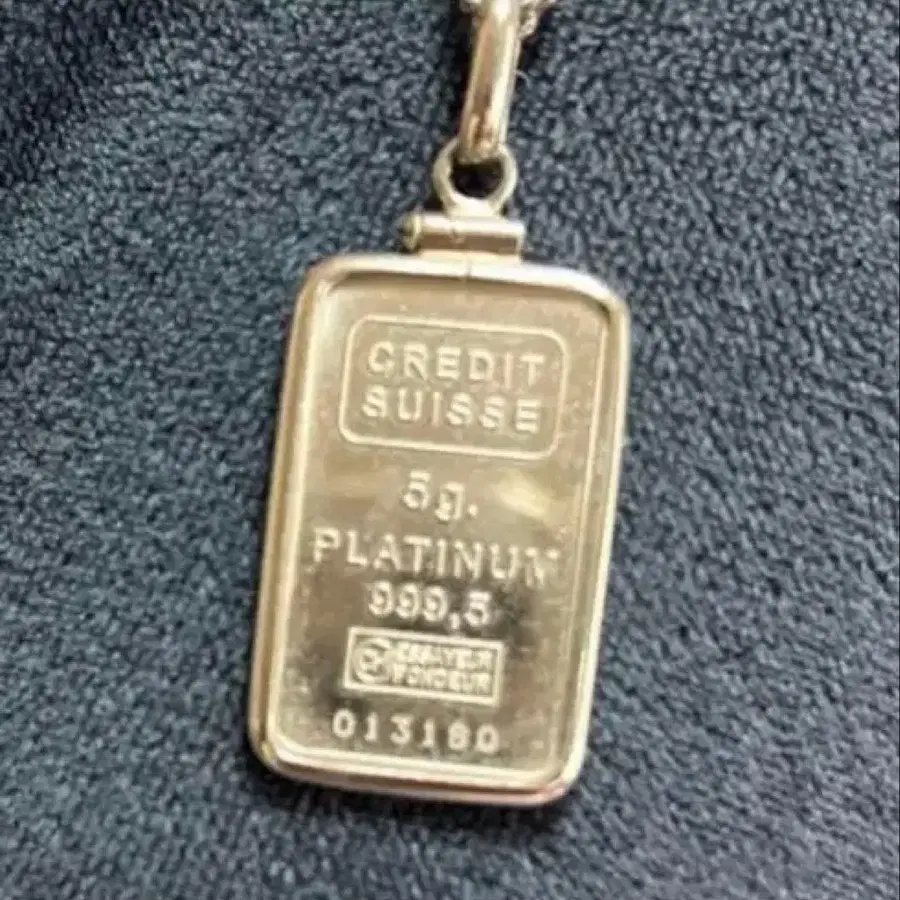 CREDIT
SUISSE
5g.
PLATINUM
999,5
ESSAYEUR
FONDEUR
013180